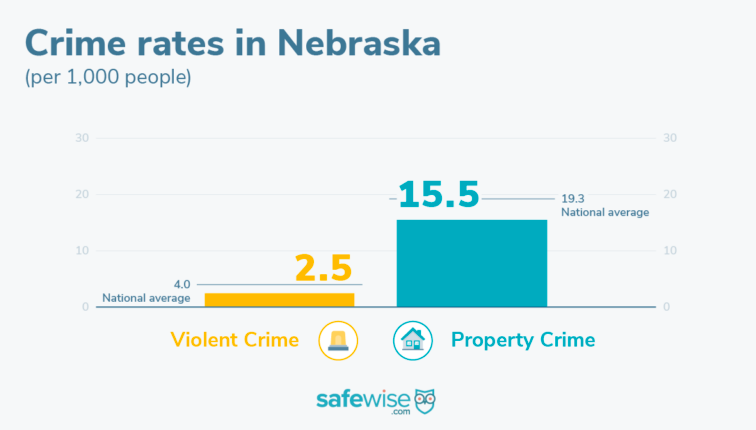 Crime rates in Nebraska
(per 1,000 people)
30
30
20
15.5
19.3
National average
20
10
2.5
10
4.0
National average
0
0
Violent Crime
Property Crime
safewise
.com